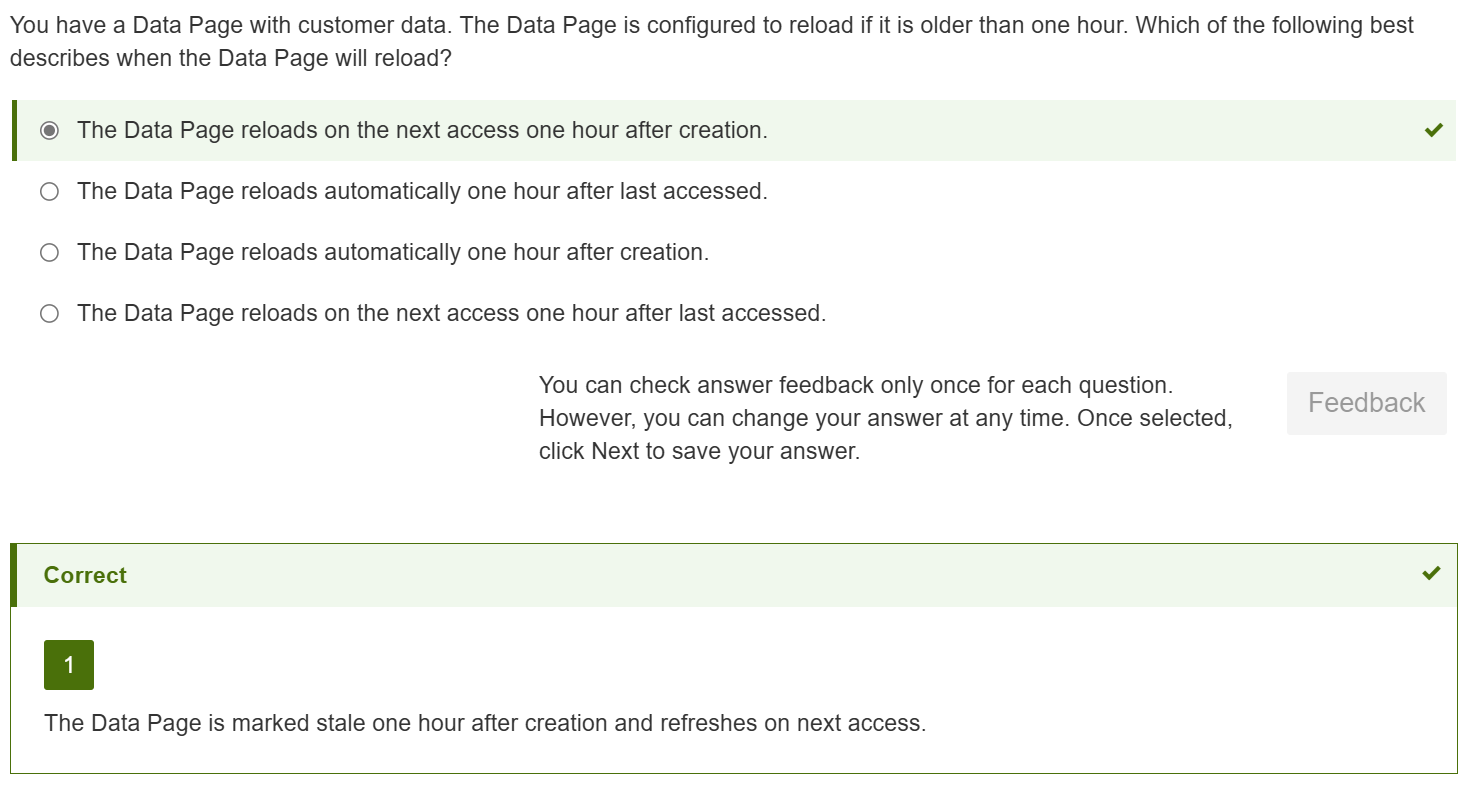 You have a Data Page with customer data. The Data Page is configured to reload if it is older than one hour. Which of the following best
describes when the Data Page will reload?
The Data Page reloads on the next access one hour after creation.
The Data Page reloads automatically one hour after last accessed.
The Data Page reloads automatically one hour after creation.
The Data Page reloads on the next access one hour after last accessed.
You can check answer feedback only once for each question.
However, you can change your answer at any time. Once selected,
click Next to save your answer.
Feedback
Correct
1
The Data Page is marked stale one hour after creation and refreshes on next access.